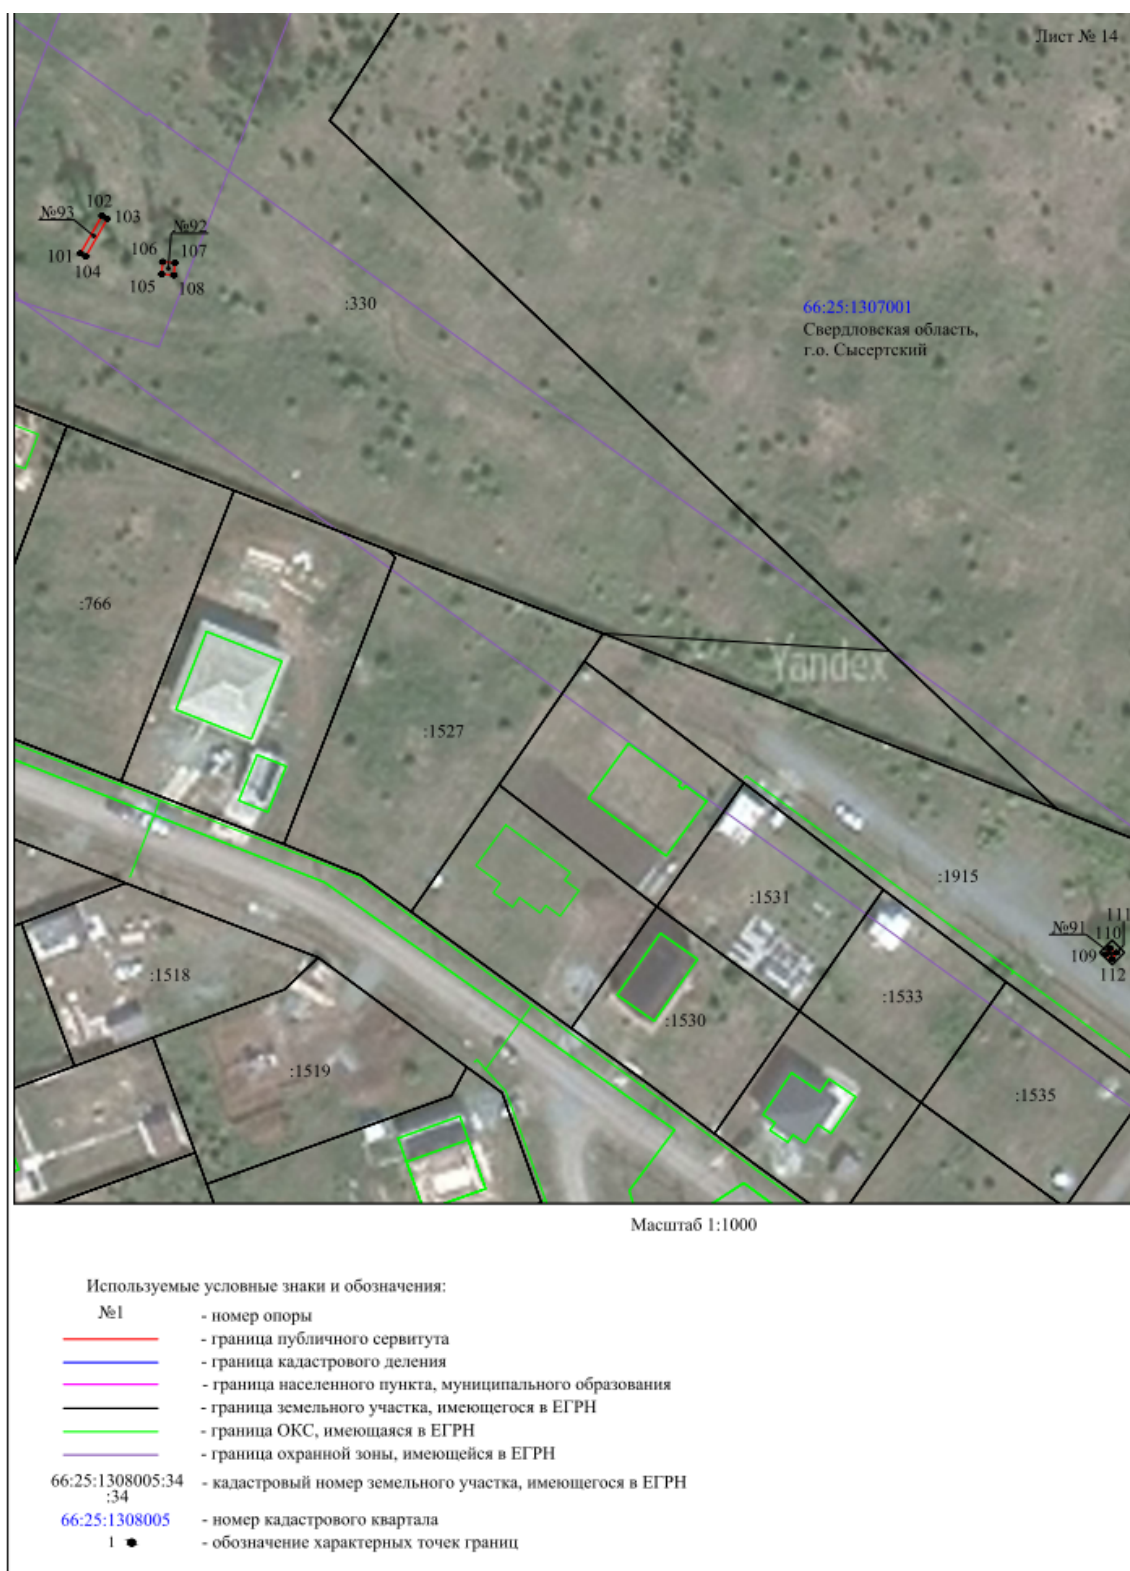 Лист № 14
102
№93
103
№92
106
107
101
104
105
108
:330
66:25:1307001
Свердловская область,
г.о. Сысертский
:766
Yandex
:1527
:1915
:1531
111
№91
110
109
112
:1518
:1533
:1530
:1519
:1535
Масштаб 1:1000
Используемые условные знаки и обозначения:
№1 - номер опоры
- граница публичного сервитута
- граница кадастрового деления
- граница населенного пункта, муниципального образования
- граница земельного участка, имеющегося в ЕГРН
- граница ОКС, имеющаяся в ЕГРН
- граница охранной зоны, имеющейся в ЕГРН
66:25:1308005:34 - кадастровый номер земельного участка, имеющегося в ЕГРН
:34
66:25:1308005 - номер кадастрового квартала
1 - обозначение характерных точек границ